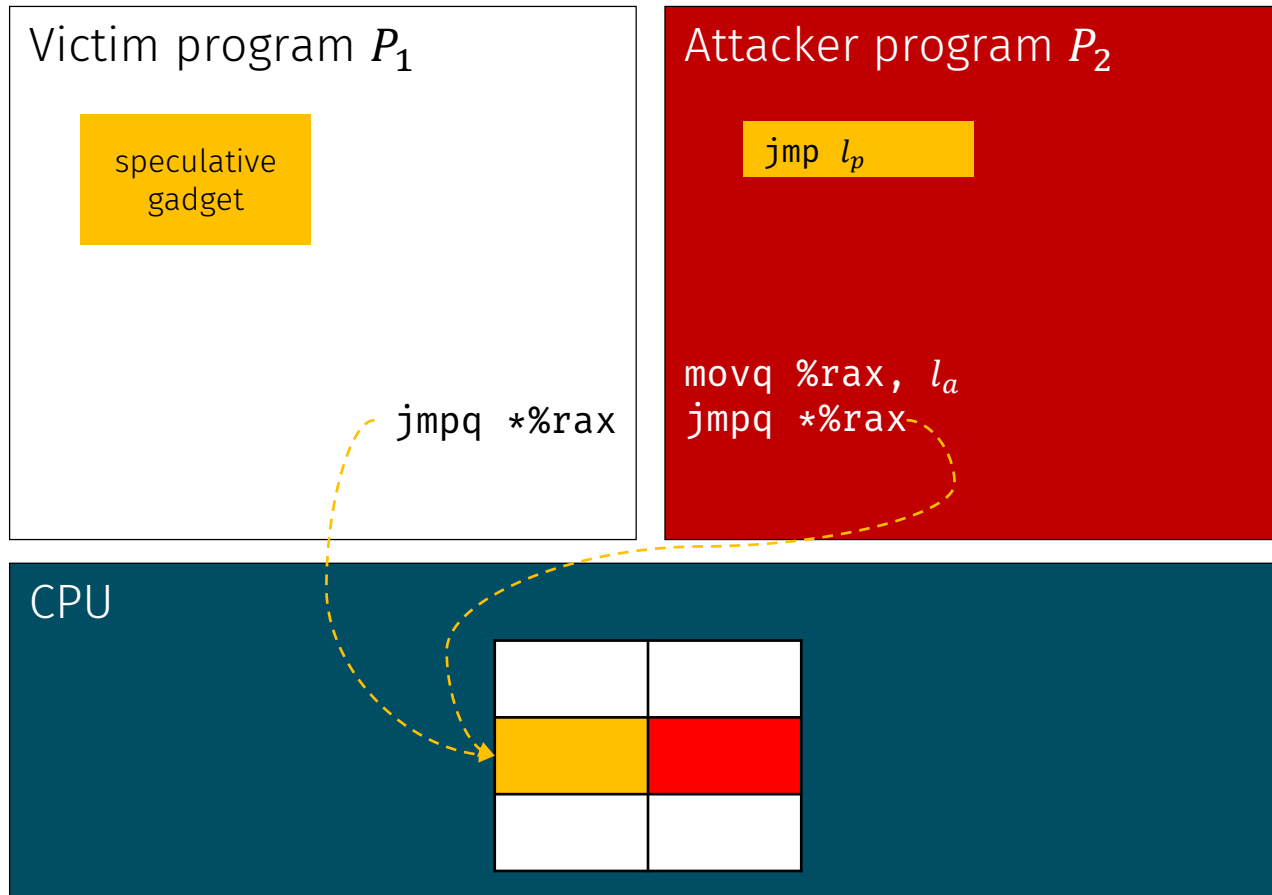 Victim program P₁
speculative
gadget
jmpq *%rax
Attacker program P₂
jmp lₚ
movq %rax, lₐ
jmpq *%rax
CPU